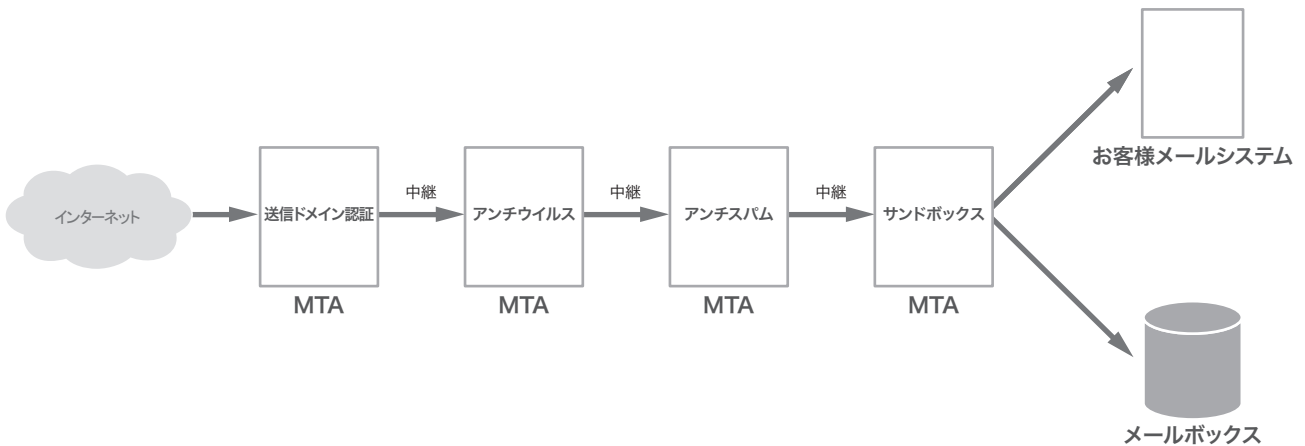 インターネット
送信ドメイン認証
MTA
中継
アンチウイルス
MTA
中継
アンチスパム
MTA
中継
サンドボックス
MTA
お客様メールシステム
メールボックス